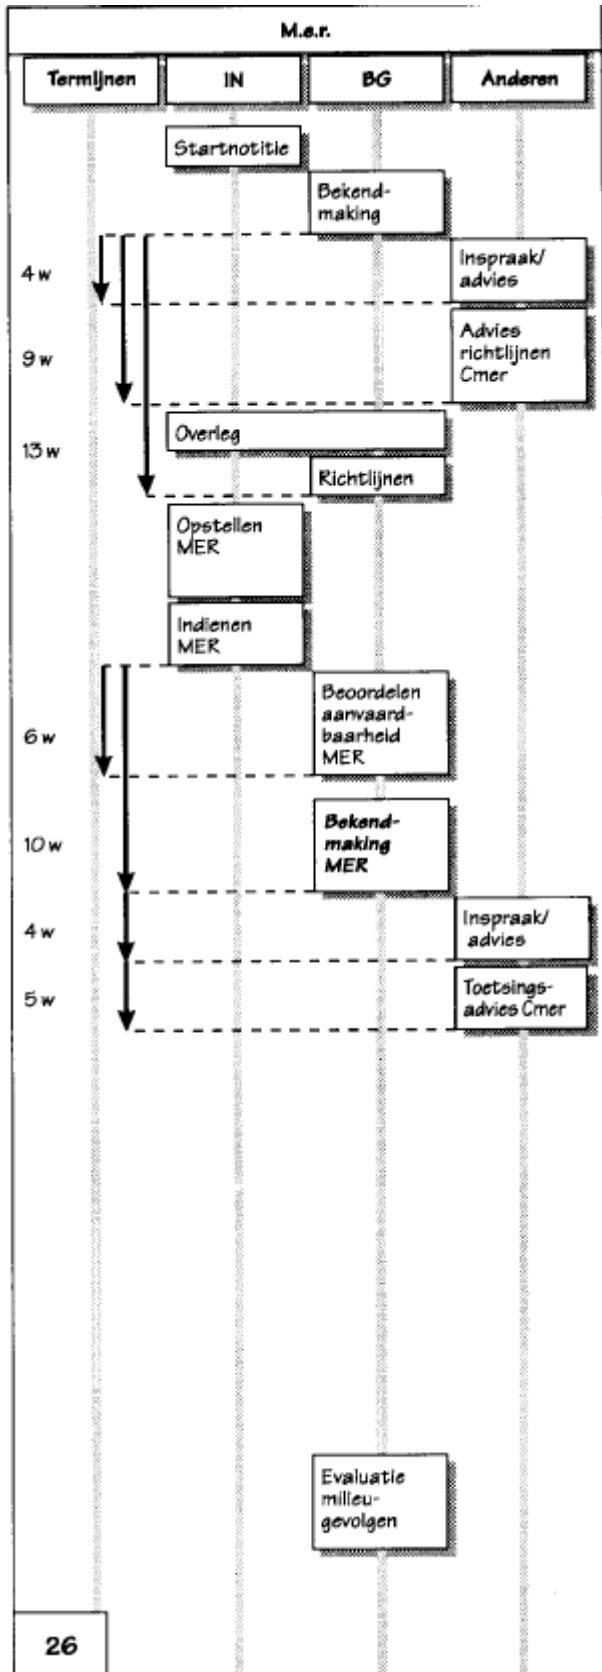 M.e.r.
Termijnen IN BG Anderen
Startnotitie
Bekend-
making
4 w
Inspraak/
advies
9 w
Advies
richtlijnen
Cmer
Overleg
13 w
Richtlijnen
Opstellen
MER
Indienen
MER
6 w
Beoordelen
aanvaard-
baarheid
MER
10 w
Bekend-
making
MER
4 w
Inspraak/
advies
5 w
Toetsings-
advies Cmer
Evaluatie
milieu-
gevolgen
26